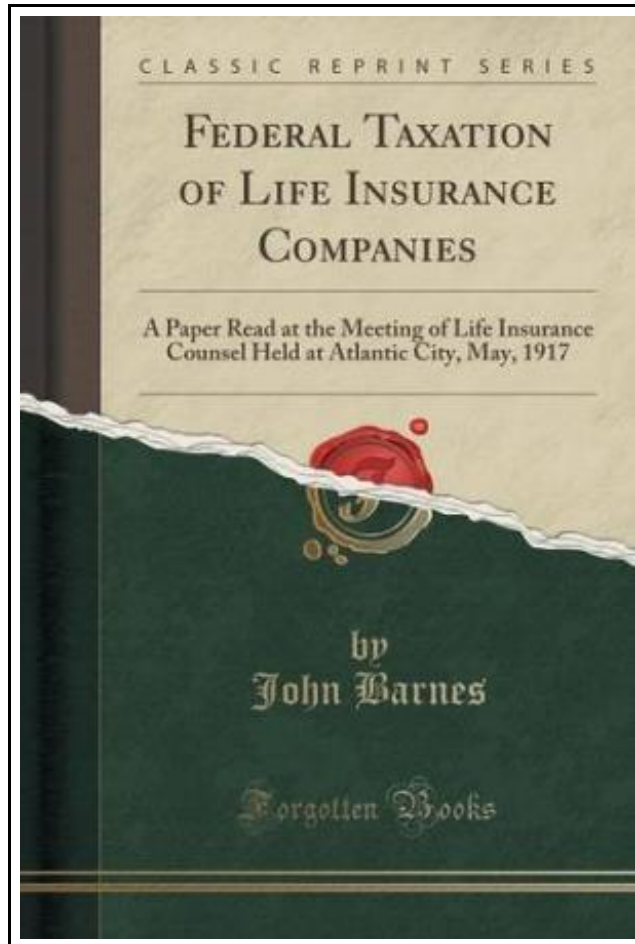 CLASSIC REPRINT SERIES
FEDERAL TAXATION
OF LIFE INSURANCE
COMPANIES
A Paper Read at the Meeting of Life Insurance
Counsel Held at Atlantic City, May, 1917
by
John Barnes
Forgotten Books